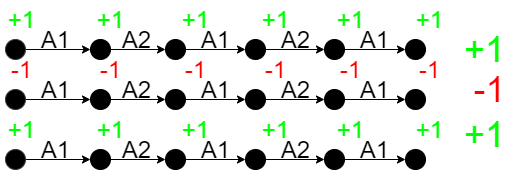 +1 +1 +1 +1 +1 +1
A1 A2 A1 A2 A1 +1
-1 -1 -1 -1 -1 -1
A1 A2 A1 A2 A1 -1
+1 +1 +1 +1 +1 +1 +1
A1 A2 A1 A2 A1